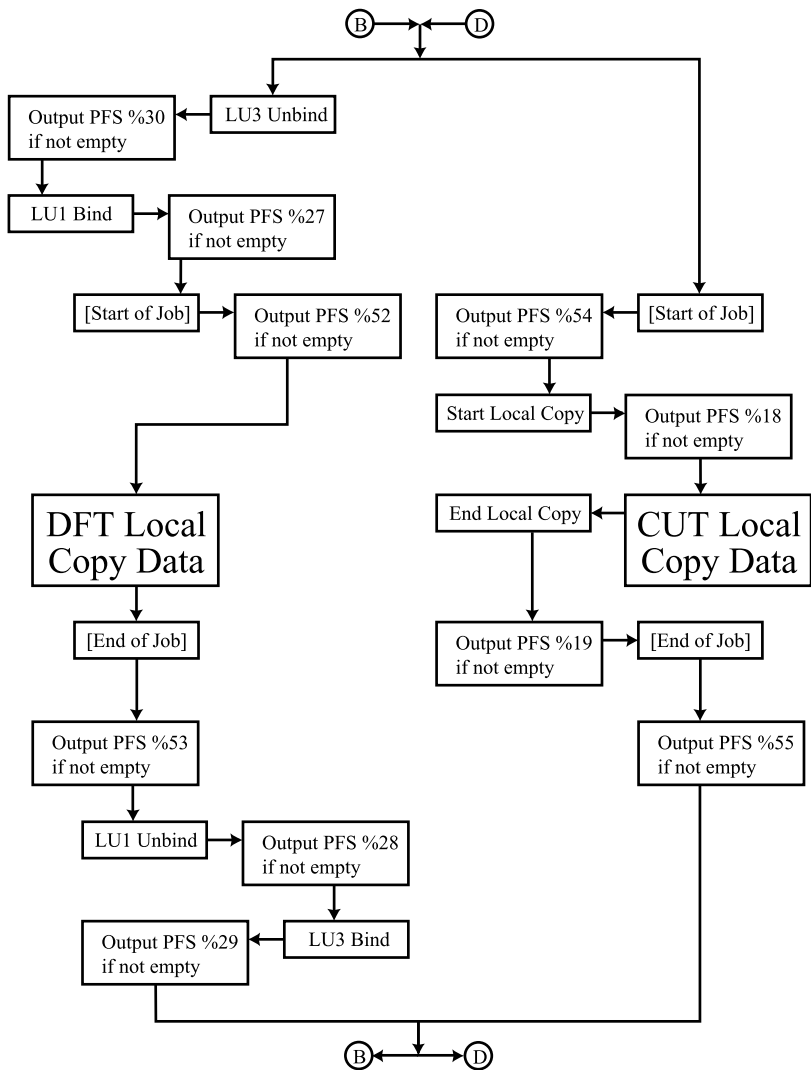 B
D
LU3 Unbind
Output PFS %30
if not empty
LU1 Bind
Output PFS %27
if not empty
[Start of Job]
Output PFS %52
if not empty
DFT Local
Copy Data
[End of Job]
Output PFS %53
if not empty
LU1 Unbind
Output PFS %28
if not empty
LU3 Bind
Output PFS %29
if not empty
[Start of Job]
Output PFS %54
if not empty
Start Local Copy
Output PFS %18
if not empty
CUT Local
Copy Data
End Local Copy
Output PFS %19
if not empty
[End of Job]
Output PFS %55
if not empty
B
D